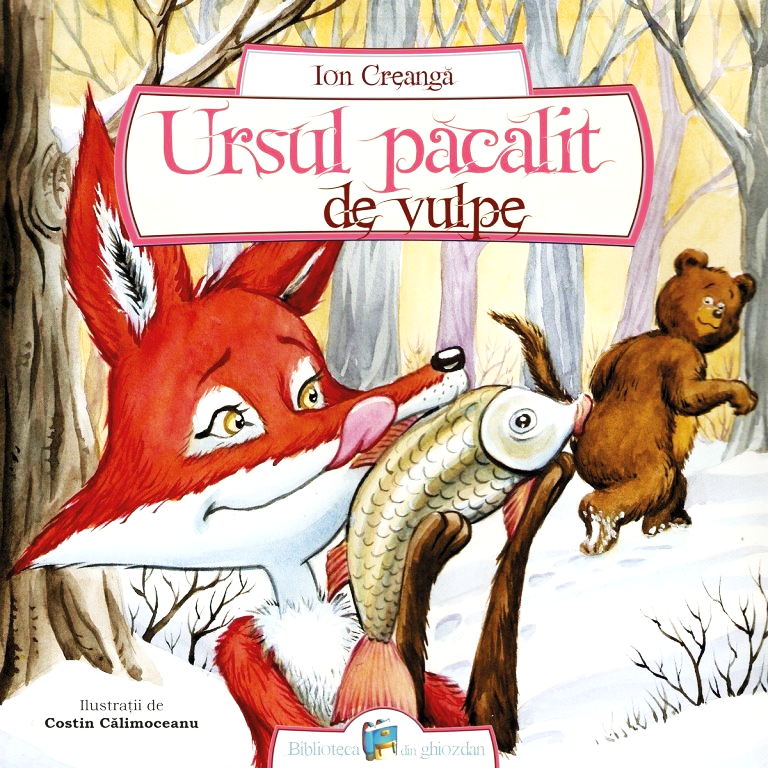 Ion Creangă
Ursul păcălit
de vulpe
Ilustrații de
Costin Călimoceanu
Biblioteca din ghiozdan